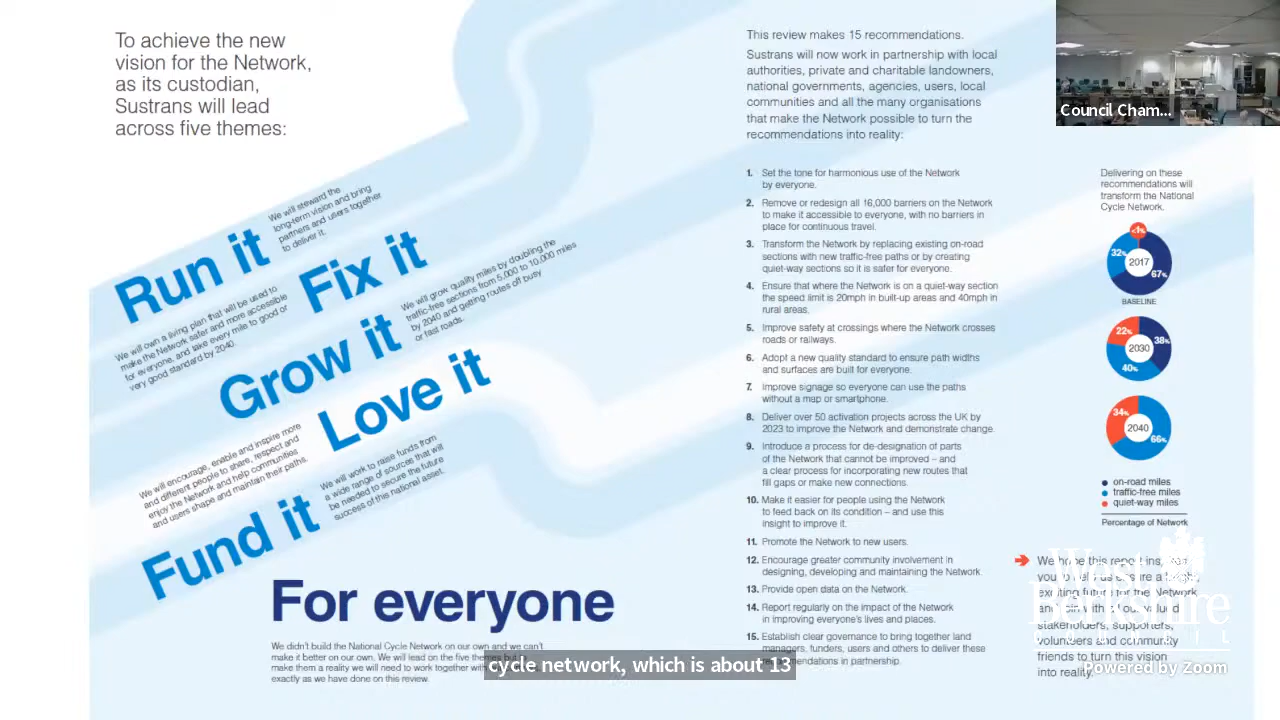 To achieve the new
vision for the Network,
as its custodian,
Sustrans will lead
across five themes:
Run it
We will steward the
long-term vision and bring
partners and users together
to deliver it.
Fix it
We will own a living plan that will be used to
make the Network safer and more accessible
for everyone, and take every mile to good or
very good standard by 2040.
Grow it
We will grow quality miles by doubling the
traffic-free sections from 5,000 to 10,000 miles
by 2040 and getting routes off busy
or fast roads.
Love it
We will encourage, enable and inspire more
and different people to share, respect and
enjoy the Network and help communities
and users shape and maintain their paths.
Fund it
We will work to raise funds from
a wide range of sources that will
be needed to secure the future
success of this national asset.
For everyone
We didn't build the National Cycle Network on our own and we can't
make it better on our own. We will lead on the five themes but
make them a reality we will need to work together with
exactly as we have done on this review.
This review makes 15 recommendations.
Sustrans will now work in partnership with local
authorities, private and charitable landowners,
national governments, agencies, users, local
communities and all the many organisations
that make the Network possible to turn the
recommendations into reality:
1. Set the tone for harmonious use of the Network
by everyone.
2. Remove or redesign all 16,000 barriers on the Network
to make it accessible to everyone, with no barriers in
place for continuous travel.
3. Transform the Network by replacing existing on-road
sections with new traffic-free paths or by creating
quiet-way sections so it is safer for everyone.
4. Ensure that where the Network is on a quiet-way section
the speed limit is 20mph in built-up areas and 40mph in
rural areas.
5. Improve safety at crossings where the Network crosses
roads or railways.
6. Adopt a new quality standard to ensure path widths
and surfaces are built for everyone.
7. Improve signage so everyone can use the paths
without a map or smartphone.
8. Deliver over 50 activation projects across the UK by
2023 to improve the Network and demonstrate change.
9. Introduce a process for de-designation of parts
of the Network that cannot be improved – and
a clear process for incorporating new routes that
fill gaps or make new connections.
10. Make it easier for people using the Network
to feed back on its condition – and use this
insight to improve it.
11. Promote the Network to new users.
12. Encourage greater community involvement in
designing, developing and maintaining the Network.
13. Provide open data on the Network.
14. Report regularly on the impact of the Network
in improving everyone's lives and places.
15. Establish clear governance to bring together land
managers, funders, users and others to deliver these
recommendations in partnership.
Council Cham...
Delivering on these
recommendations will
transform the National
Cycle Network.
<1%
32%
2017
67%
BASELINE
22%
2030
38%
40%
34%
2040
66%
on-road miles
traffic-free miles
quiet-way miles
Percentage of Network
We hope this report
future for the Network
and
stakeholders, supporters,
volunteers and community
friends to turn this vision
into reality.
West
Berkshire
COUNCIL
Powered by Zoom
cycle network, which is about 13